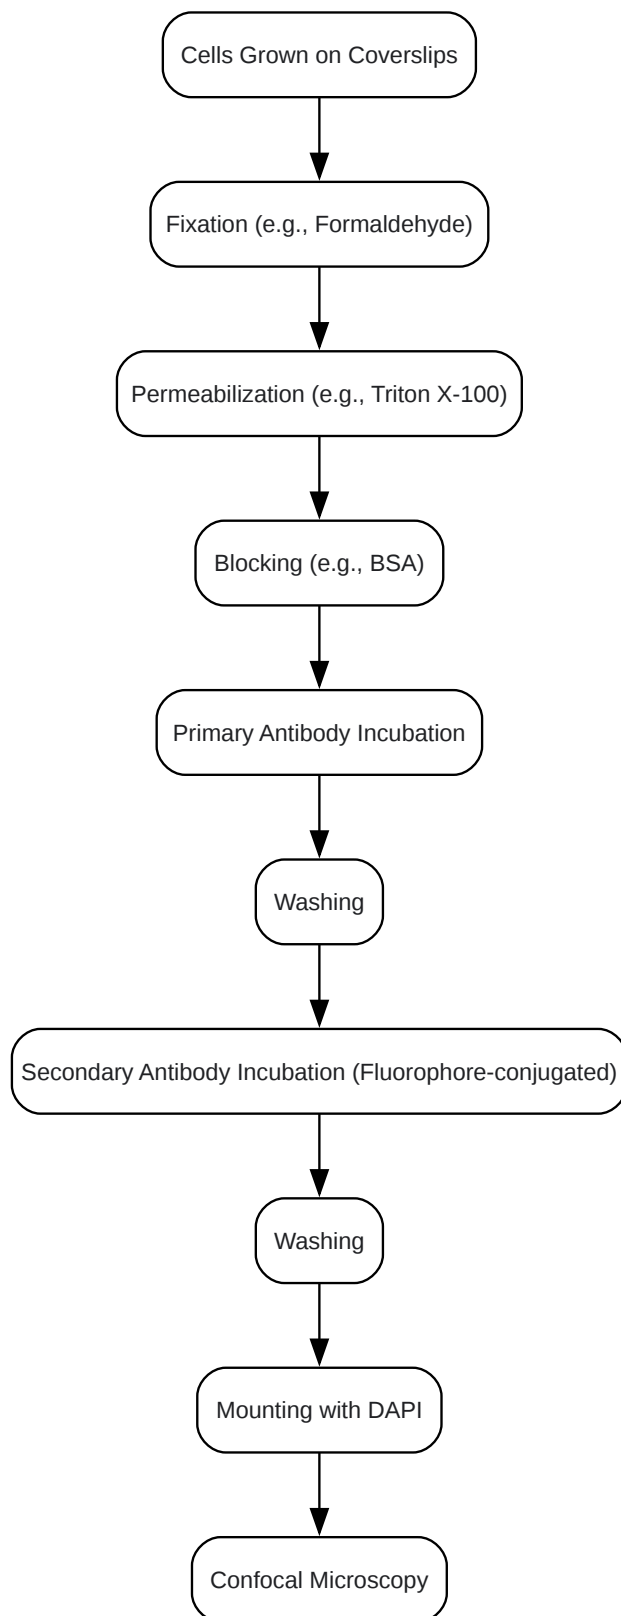 Cells Grown on Coverslips
Fixation (e.g., Formaldehyde)
Permeabilization (e.g., Triton X-100)
Blocking (e.g., BSA)
Primary Antibody Incubation
Washing
Secondary Antibody Incubation (Fluorophore-conjugated)
Washing
Mounting with DAPI
Confocal Microscopy